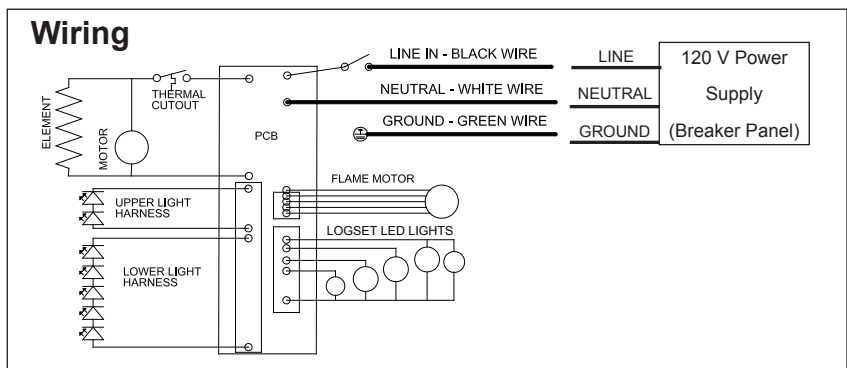 Wiring
LINE IN - BLACK WIRE
LINE
120 V Power
THERMAL
CUTOUT
NEUTRAL - WHITE WIRE
NEUTRAL
Supply
ELEMENT
MOTOR
PCB
GROUND - GREEN WIRE
GROUND
(Breaker Panel)
FLAME MOTOR
UPPER LIGHT
HARNESS
LOGSET LED LIGHTS
LOWER LIGHT
HARNESS